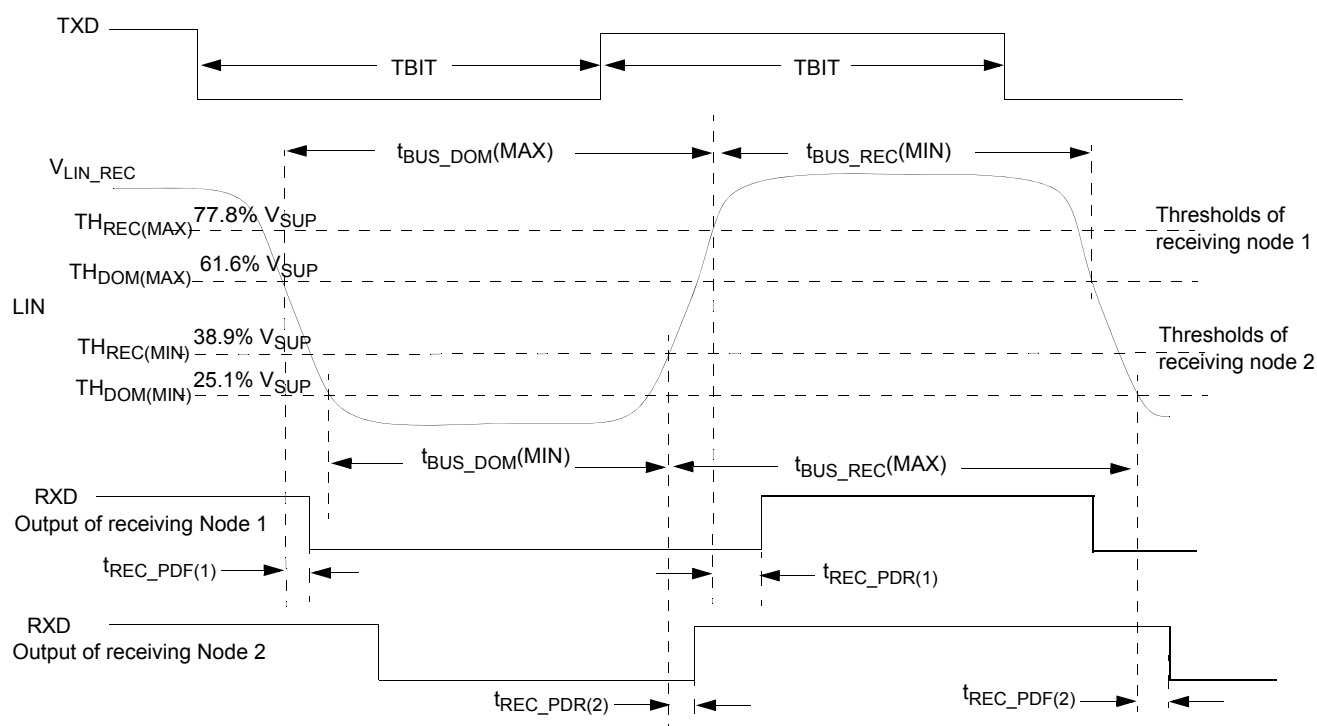 TXD
TBIT
TBIT
tBUS_DOM(MAX)
tBUS_REC(MIN)
VLIN_REC
THREC(MAX) 77.8% VSUP
Thresholds of
receiving node 1
THDOM(MAX) 61.6% VSUP
LIN
THREC(MIN) 38.9% VSUP
Thresholds of
receiving node 2
THDOM(MIN) 25.1% VSUP
tBUS_DOM(MIN)
tBUS_REC(MAX)
RXD
Output of receiving Node 1
tREC_PDF(1)
tREC_PDR(1)
RXD
Output of receiving Node 2
tREC_PDR(2)
tREC_PDF(2)